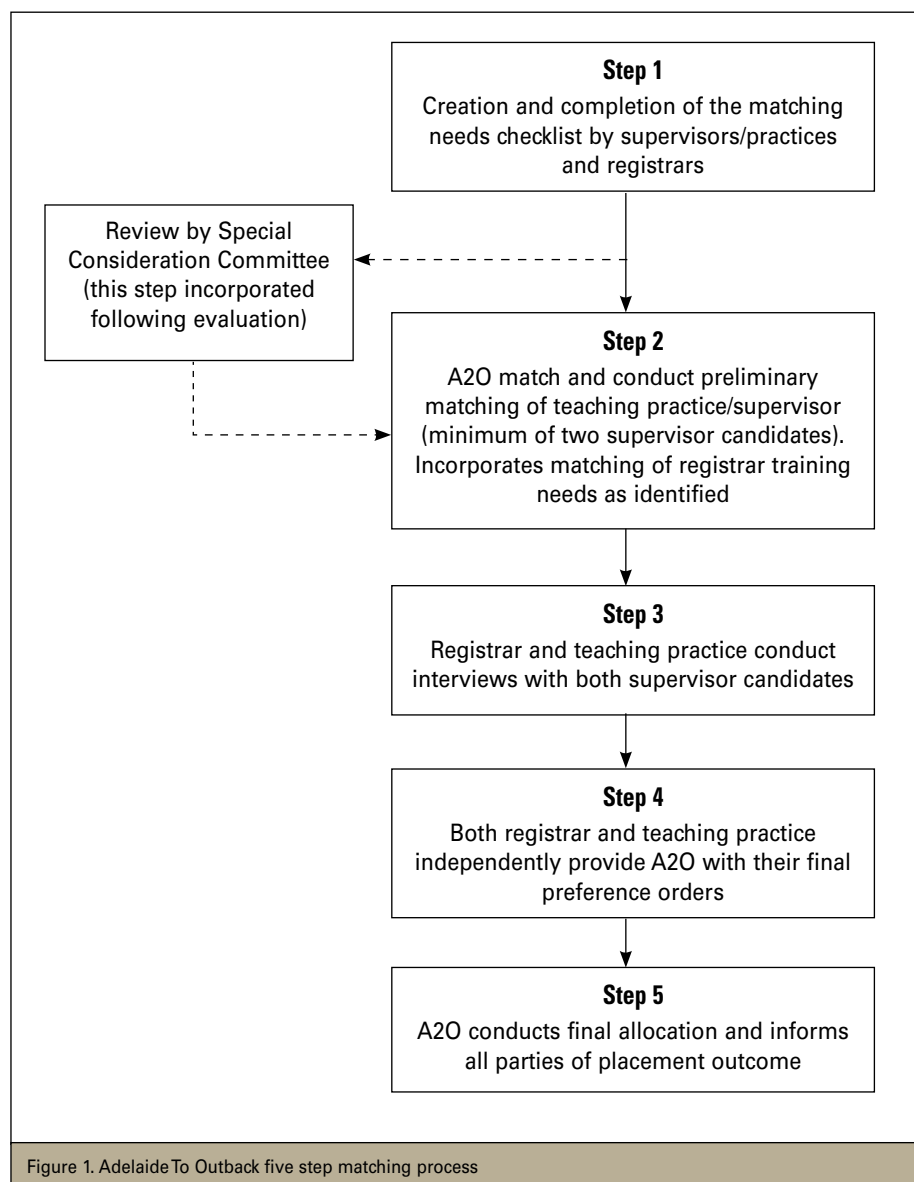 Step 1
Creation and completion of the matching
needs checklist by supervisors/practices
and registrars
Review by Special
Consideration Committee
(this step incorporated
following evaluation)
Step 2
A2O match and conduct preliminary
matching of teaching practice/supervisor
(minimum of two supervisor candidates).
Incorporates matching of registrar training
needs as identified
Step 3
Registrar and teaching practice conduct
interviews with both supervisor candidates
Step 4
Both registrar and teaching practice
independently provide A2O with their final
preference orders
Step 5
A2O conducts final allocation and informs
all parties of placement outcome
Figure 1. Adelaide To Outback five step matching process